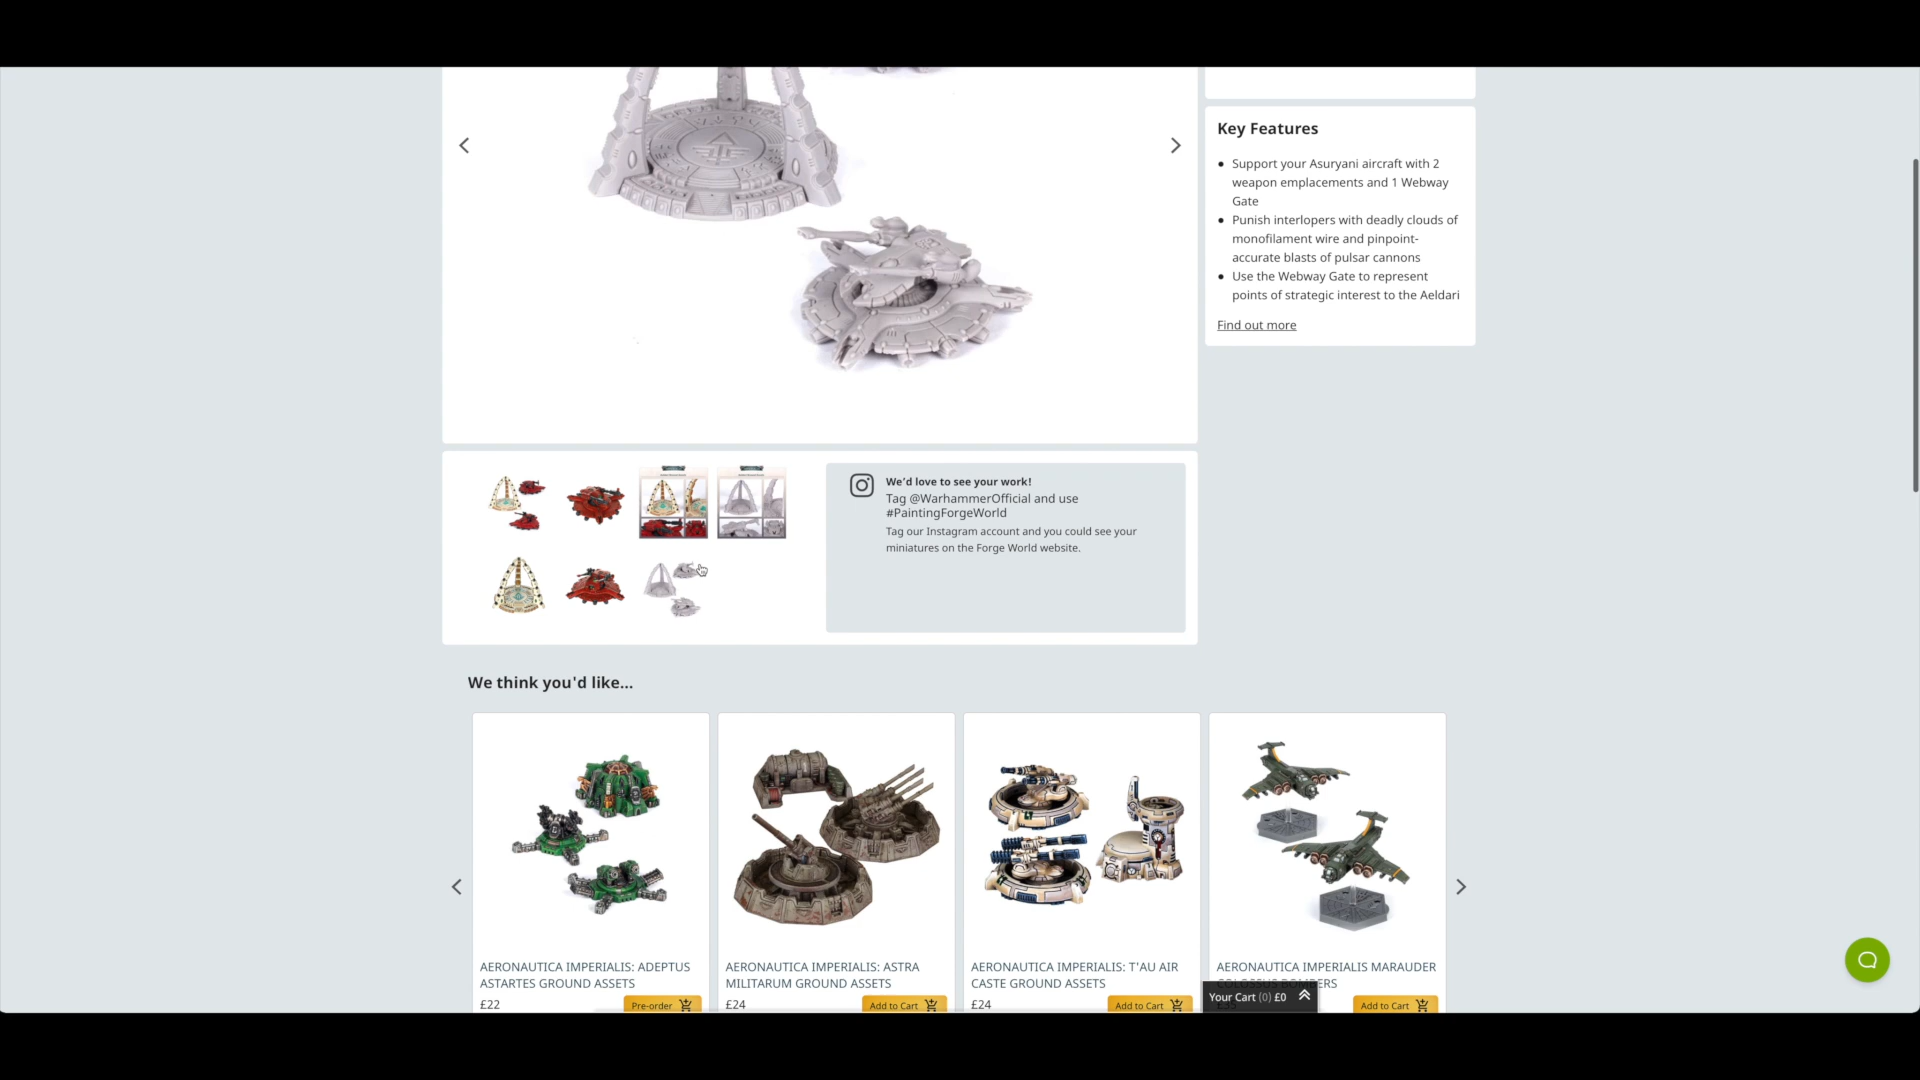 Key Features
Support your Asuryani aircraft with 2
weapon emplacements and 1 Webway
Gate
Punish interlopers with deadly clouds of
monofilament wire and pinpoint-
accurate blasts of pulsar cannons
Use the Webway Gate to represent
points of strategic interest to the Aeldari
Find out more
We'd love to see your work!
Tag @WarhammerOfficial and use
#PaintingForgeWorld
Tag our Instagram account and you could see your
miniatures on the Forge World website.
We think you'd like...
AERONAUTICA IMPERIALIS: ADEPTUS
ASTARTES GROUND ASSETS
£22
Pre-order
AERONAUTICA IMPERIALIS: ASTRA
MILITARUM GROUND ASSETS
£24
Add to Cart
AERONAUTICA IMPERIALIS: T'AU AIR
CASTE GROUND ASSETS
£24
Add to Cart
AERONAUTICA IMPERIALIS MARAUDER
COLOSSUS BOMBERS
Add to Cart
Your Cart (0) £0